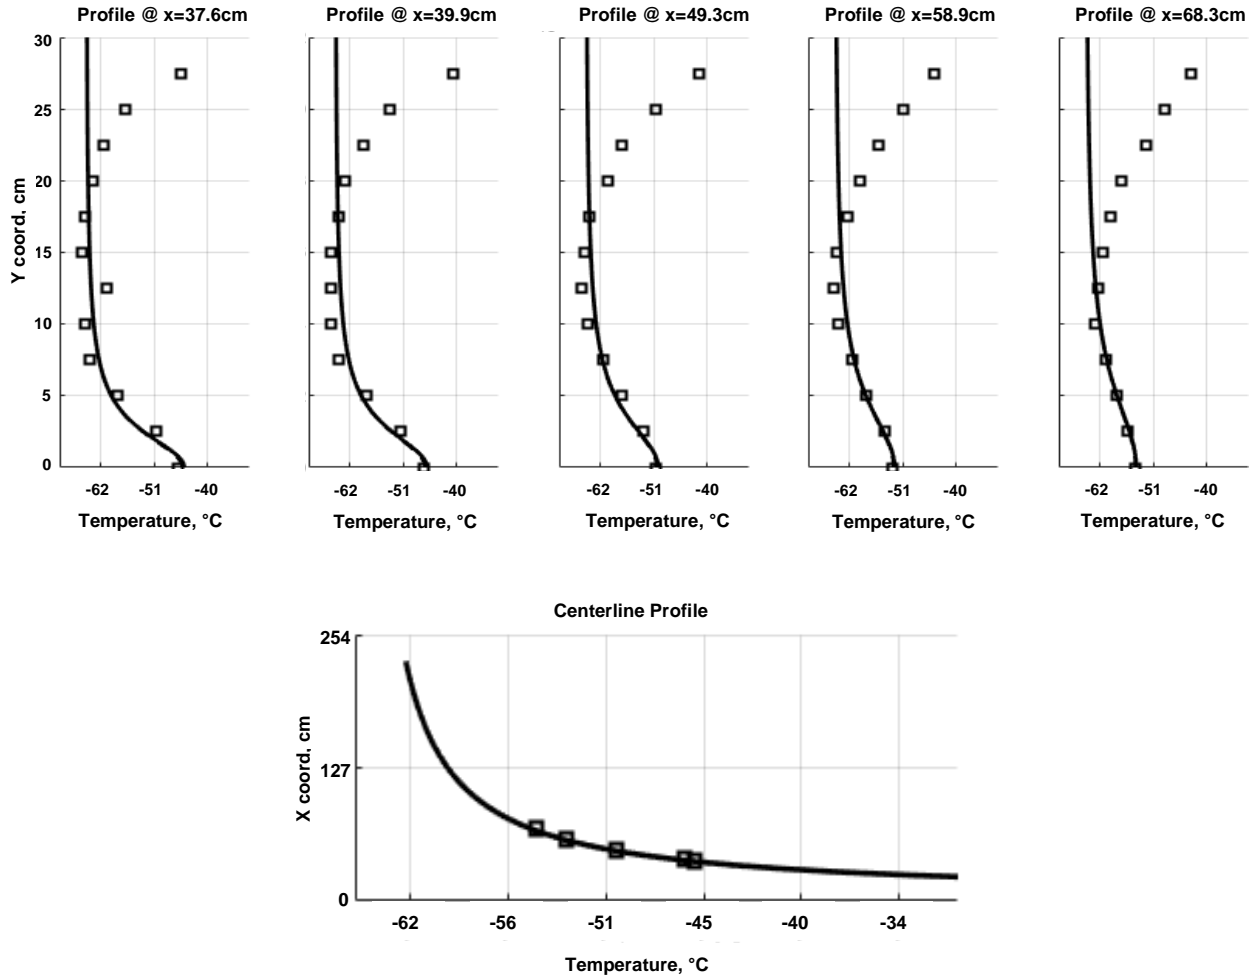 Profile @ x=37.6cm
Profile @ x=39.9cm
Profile @ x=49.3cm
Profile @ x=58.9cm
Profile @ x=68.3cm
30
25
20
15
10
5
0
Y coord. cm
-62 -51 -40
-62 -51 -40
-62 -51 -40
-62 -51 -40
-62 -51 -40
Temperature, °C
Temperature, °C
Temperature, °C
Temperature, °C
Temperature, °C
Centerline Profile
254
127
0
X coord. cm
-62 -56 -51 -45 -40 -34
Temperature, °C